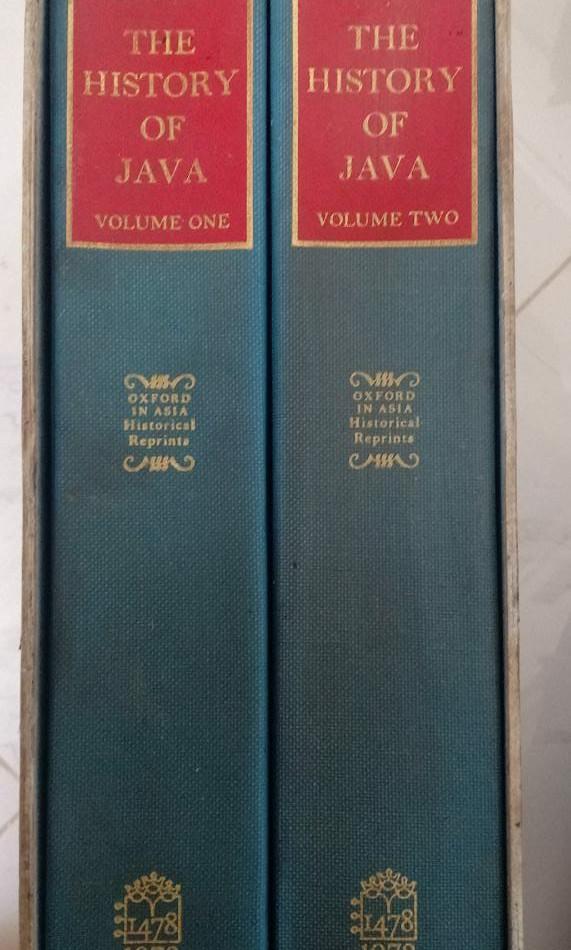 THE
HISTORY
OF
JAVA
VOLUME ONE
OXFORD
IN ASIA
Historical
Reprints
1478
THE
HISTORY
OF
JAVA
VOLUME TWO
OXFORD
IN ASIA
Historical
Reprints
1478